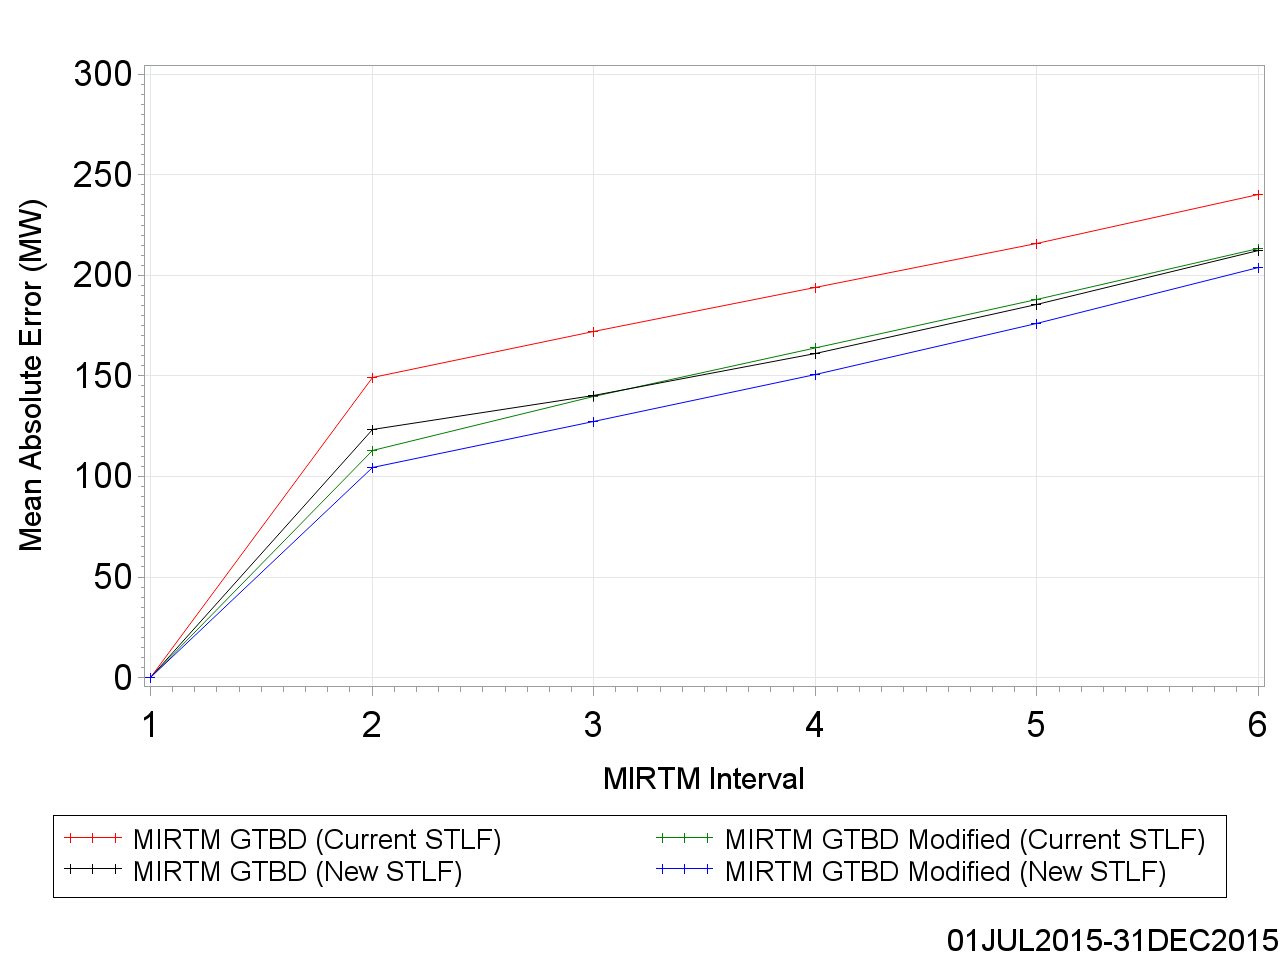 300
250
200
150
100
50
0
Mean Absolute Error (MW)
1 2 3 4 5 6
MIRTM Interval
MIRTM GTBD (Current STLF) MIRTM GTBD Modified (Current STLF)
MIRTM GTBD (New STLF) MIRTM GTBD Modified (New STLF)
01JUL2015-31DEC2015